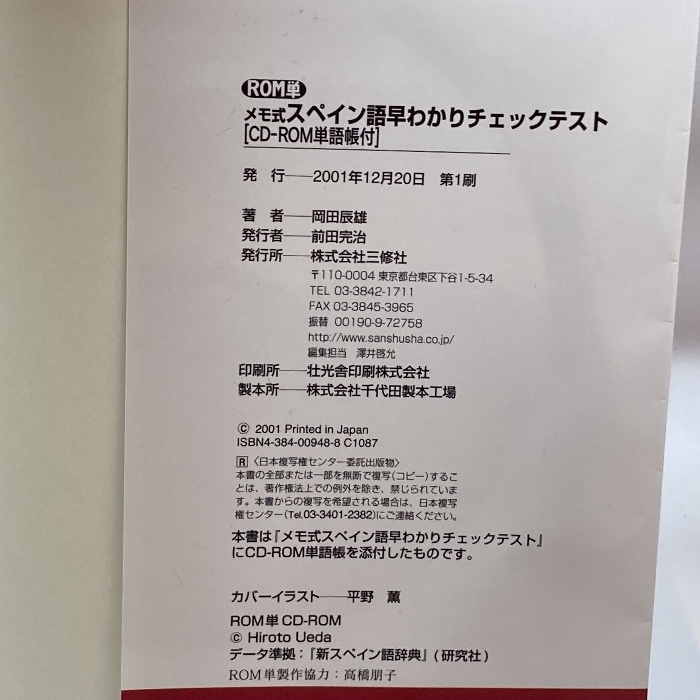 ROM単
メモ式スペイン語早わかりチェックテスト
[CD-ROM単語帳付]
発 行──2001年12月20日 第1刷
著 者──岡田辰雄
発行者──前田完治
発行所──株式会社三修社
〒110-0004 東京都台東区下谷1-5-34
TEL 03-3842-1711
FAX 03-3845-3965
振替 00190-9-72758
http://www.sanshusha.co.jp/
編集担当 澤井啓允
印刷所──壮光舎印刷株式会社
製本所──株式会社千代田製本工場
© 2001 Printed in Japan
ISBN4-384-00948-8 C1087
R〈日本複写権センター委託出版物〉
本書の全部または一部を無断で複写(コピー)するこ
とは、著作権法上での例外を除き、禁じられていま
す。本書からの複写を希望される場合は、日本複写
権センター(Tel.03-3401-2382)にご連絡ください。
本書は『メモ式スペイン語早わかりチェックテスト』
にCD-ROM単語帳を添付したものです。
カバーイラスト──平野 薫
ROM単 CD-ROM
© Hiroto Ueda
データ準拠:『新スペイン語辞典』(研究社)
ROM単製作協力:高橋朋子